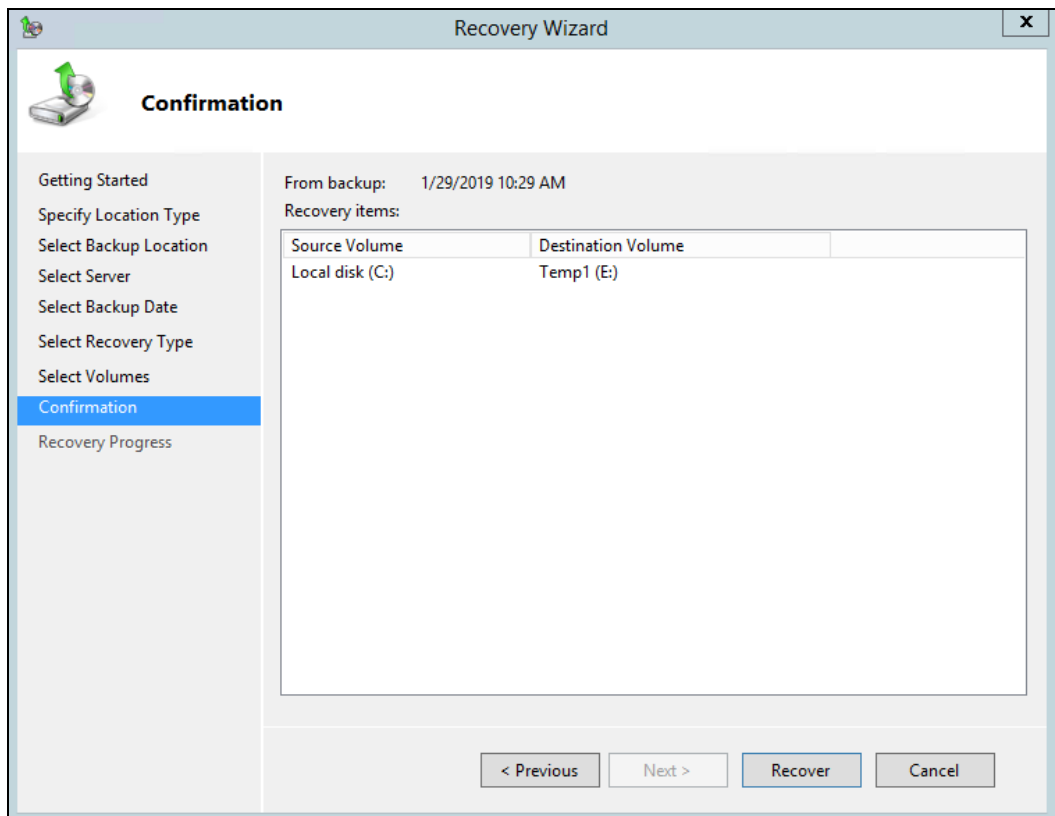 Recovery Wizard
x
Confirmation
Getting Started
Specify Location Type
Select Backup Location
Select Server
Select Backup Date
Select Recovery Type
Select Volumes
Confirmation
Recovery Progress
From backup: 1/29/2019 10:29 AM
Recovery items:
Source Volume Destination Volume
Local disk (C:) Temp1 (E:)
< Previous Next > Recover Cancel